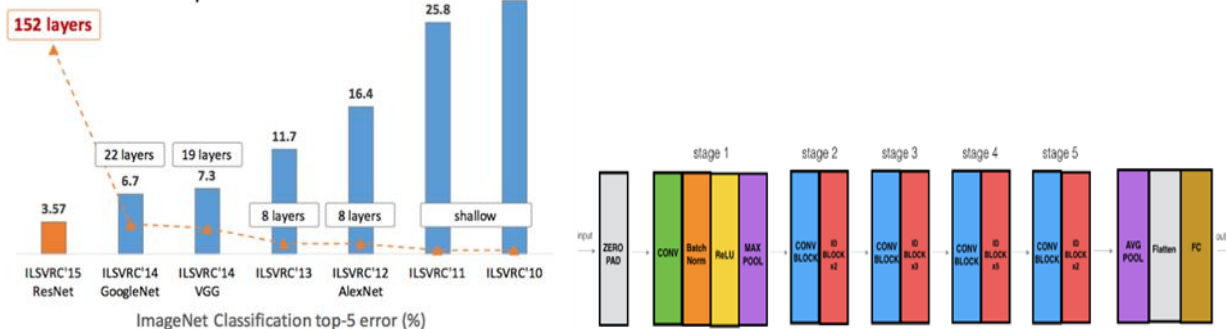 152 layers
25.8
16.4
11.7
22 layers
19 layers
6.7
7.3
3.57
8 layers
8 layers
shallow
ILSVRC'15
ResNet
ILSVRC'14
GoogleNet
ILSVRC'14
VGG
ILSVRC'13
ILSVRC'12
AlexNet
ILSVRC'11
ILSVRC'10
ImageNet Classification top-5 error (%)
stage 1
stage 2
stage 3
stage 4
stage 5
input
ZERO
PAD
CONV
Batch
Norm
ReLU
MAX
POOL
CONV
BLOCK
ID
BLOCK
x2
CONV
BLOCK
ID
BLOCK
x3
CONV
BLOCK
ID
BLOCK
x5
CONV
BLOCK
ID
BLOCK
x2
AVG
POOL
Flatten
FC